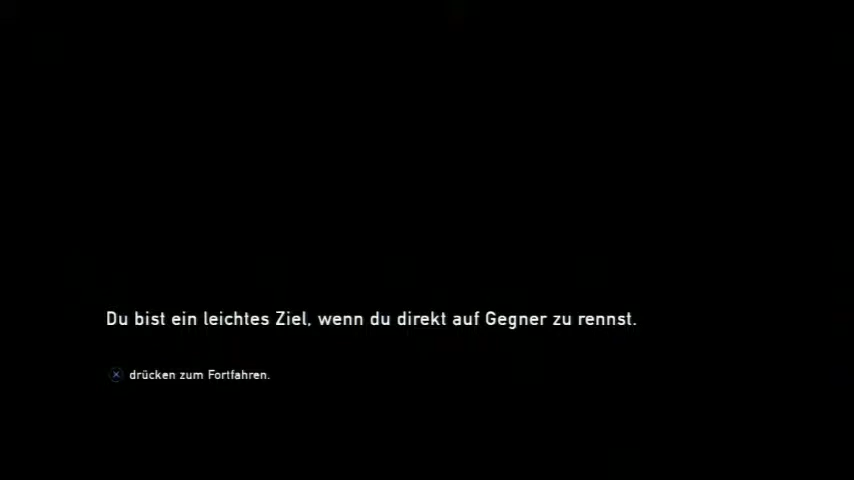 Du bist ein leichtes Ziel, wenn du direkt auf Gegner zu rennst.
drücken zum Fortfahren.